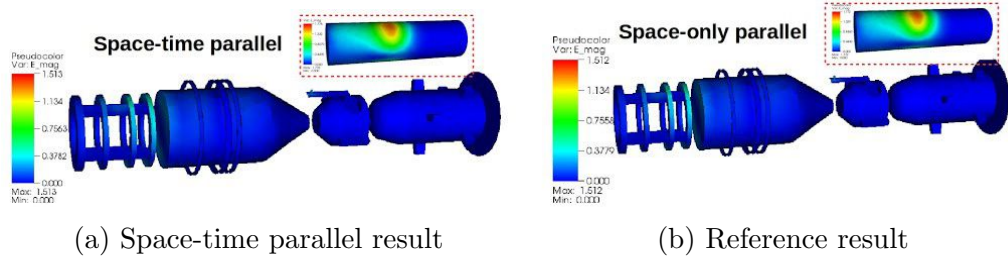 Space-time parallel
Pseudocolor
Var: E_mag
1.513
1.134
0.7563
0.3782
0.000
Max: 1.513
Min: 0.000
(a) Space-time parallel result
Space-only parallel
Pseudocolor
Var: E_mag
1.512
1.134
0.7558
0.3779
0.000
Max: 1.512
Min: 0.000
(b) Reference result